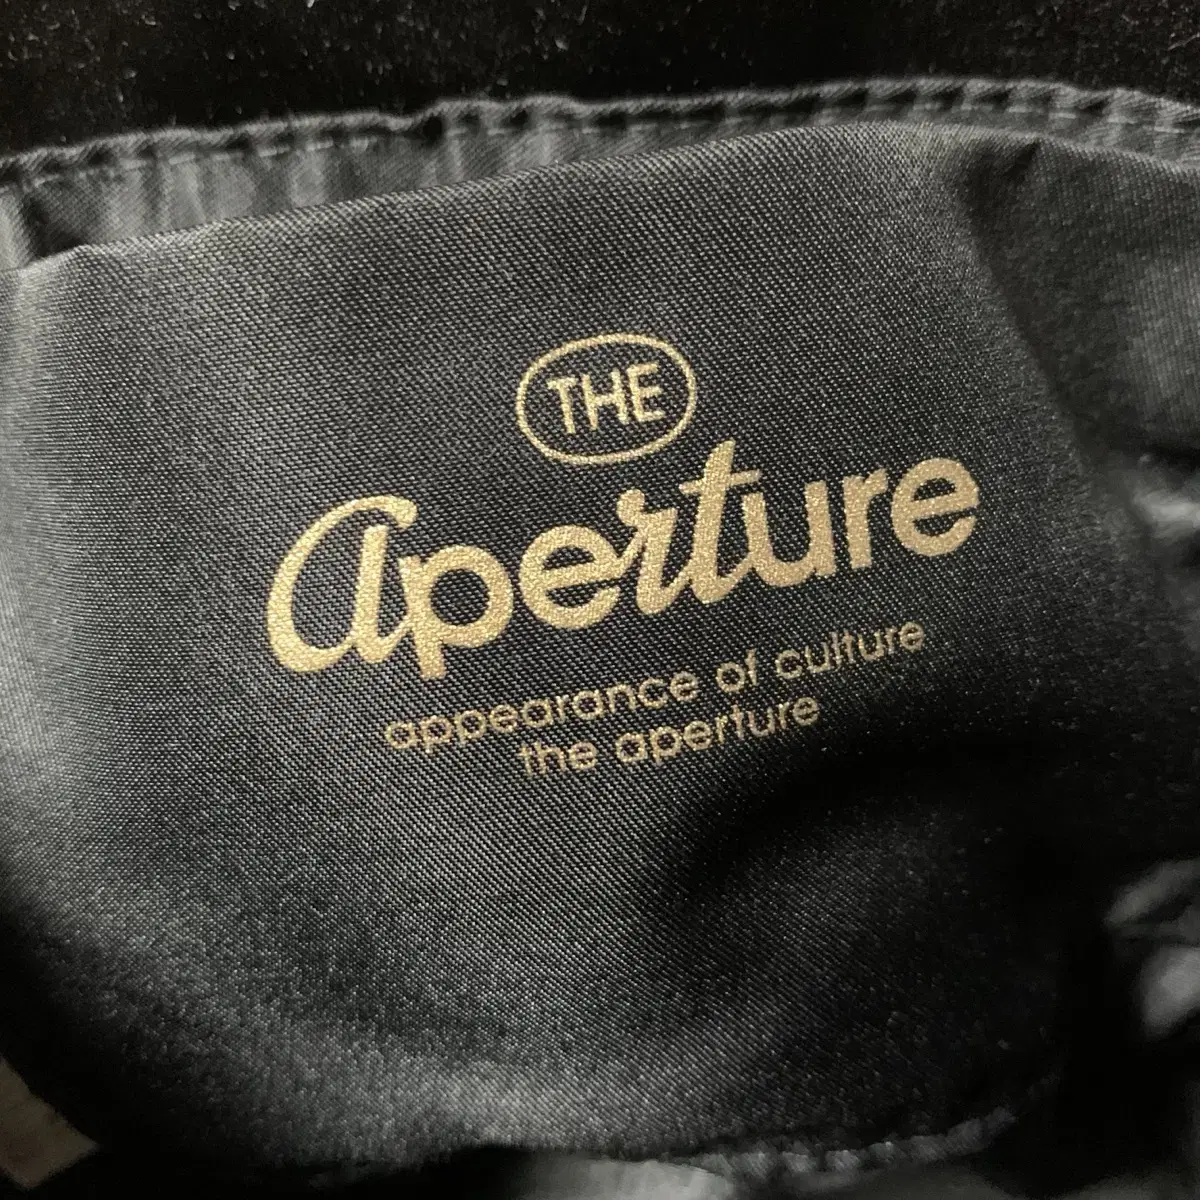 THE
aperture
appearance of culture
the aperture